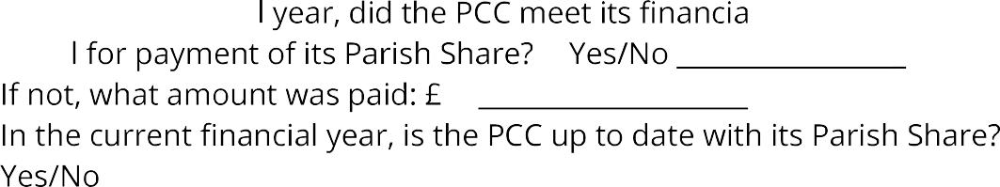 l year, did the PCC meet its financia
l for payment of its Parish Share? Yes/No _______________
If not, what amount was paid: £ __________________
In the current financial year, is the PCC up to date with its Parish Share?
Yes/No